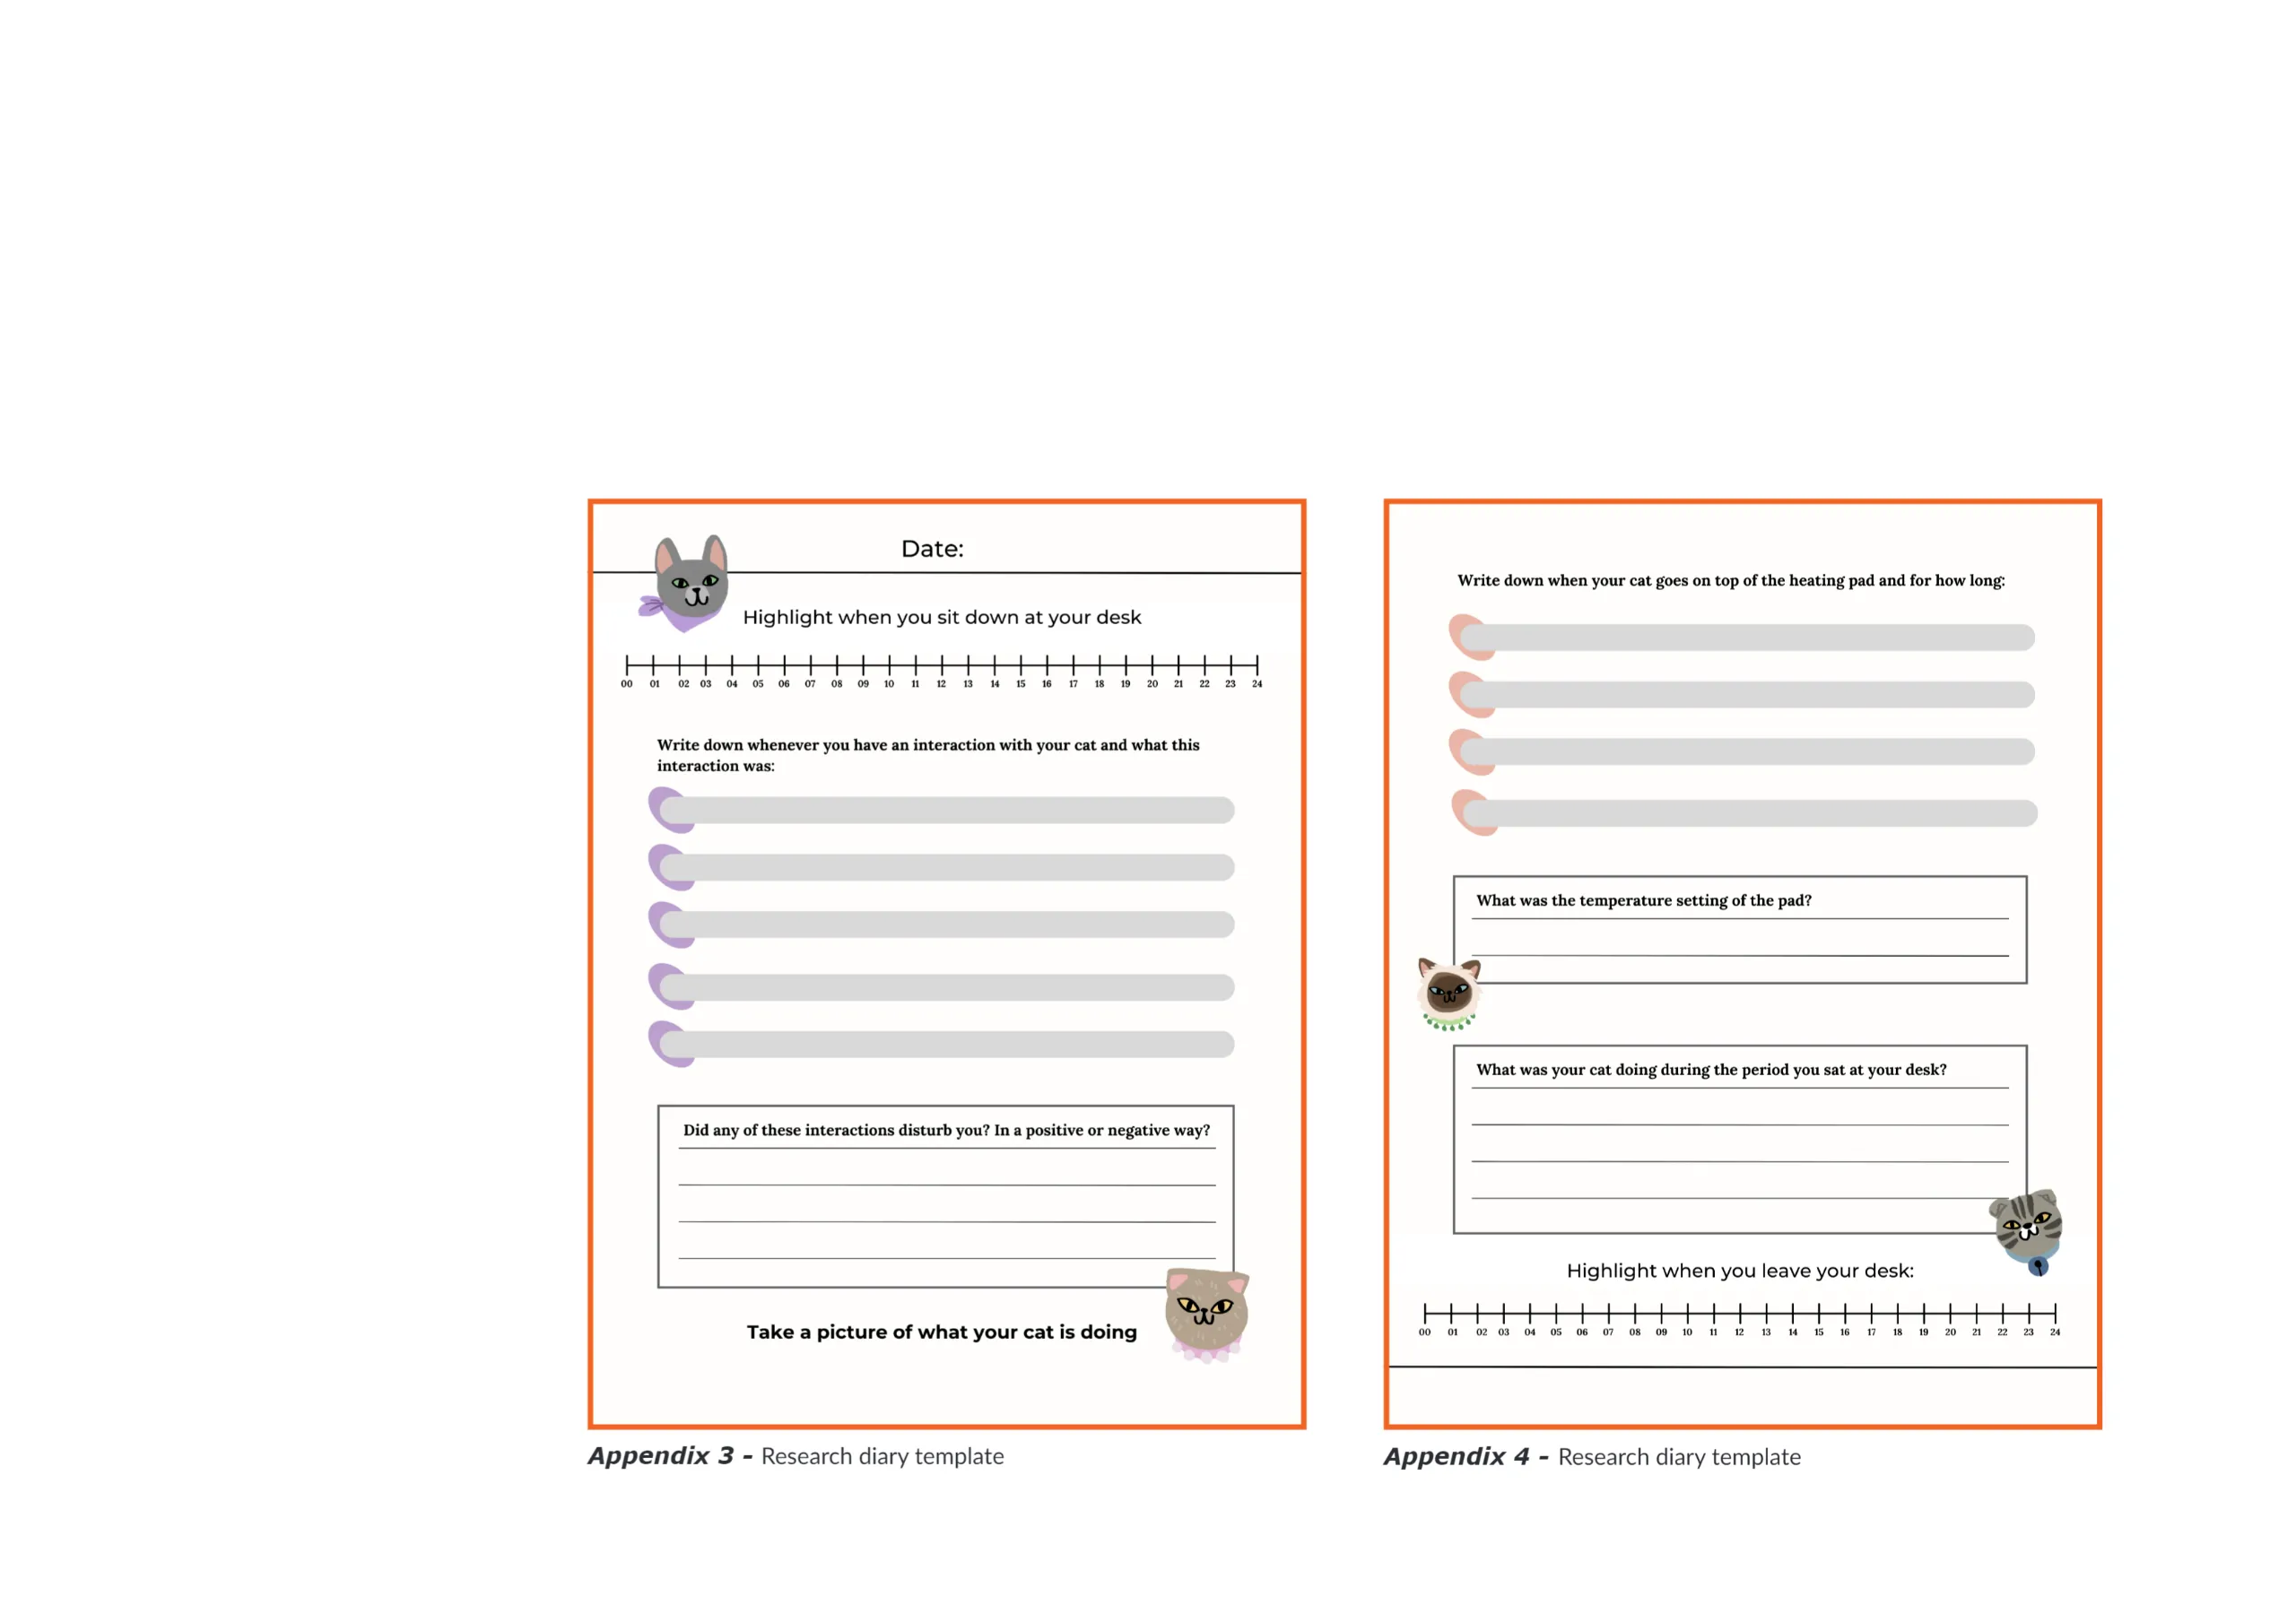 Date:
Highlight when you sit down at your desk
00 01 02 03 04 05 06 07 08 09 10 11 12 13 14 15 16 17 18 19 20 21 22 23 24
Write down whenever you have an interaction with your cat and what this
interaction was:
Did any of these interactions disturb you? In a positive or negative way?
Take a picture of what your cat is doing
Appendix 3 - Research diary template
Write down when your cat goes on top of the heating pad and for how long:
What was the temperature setting of the pad?
What was your cat doing during the period you sat at your desk?
Highlight when you leave your desk:
00 01 02 03 04 05 06 07 08 09 10 11 12 13 14 15 16 17 18 19 20 21 22 23 24
Appendix 4 - Research diary template